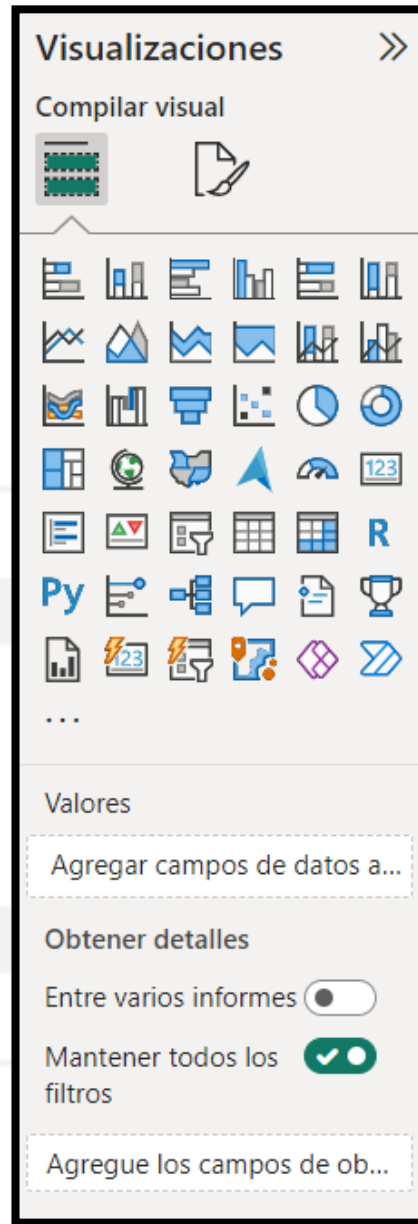 Visualizaciones
Compilar visual
123
R
Py
123
Valores
Agregar campos de datos a...
Obtener detalles
Entre varios informes
Mantener todos los
filtros
Agregue los campos de ob...